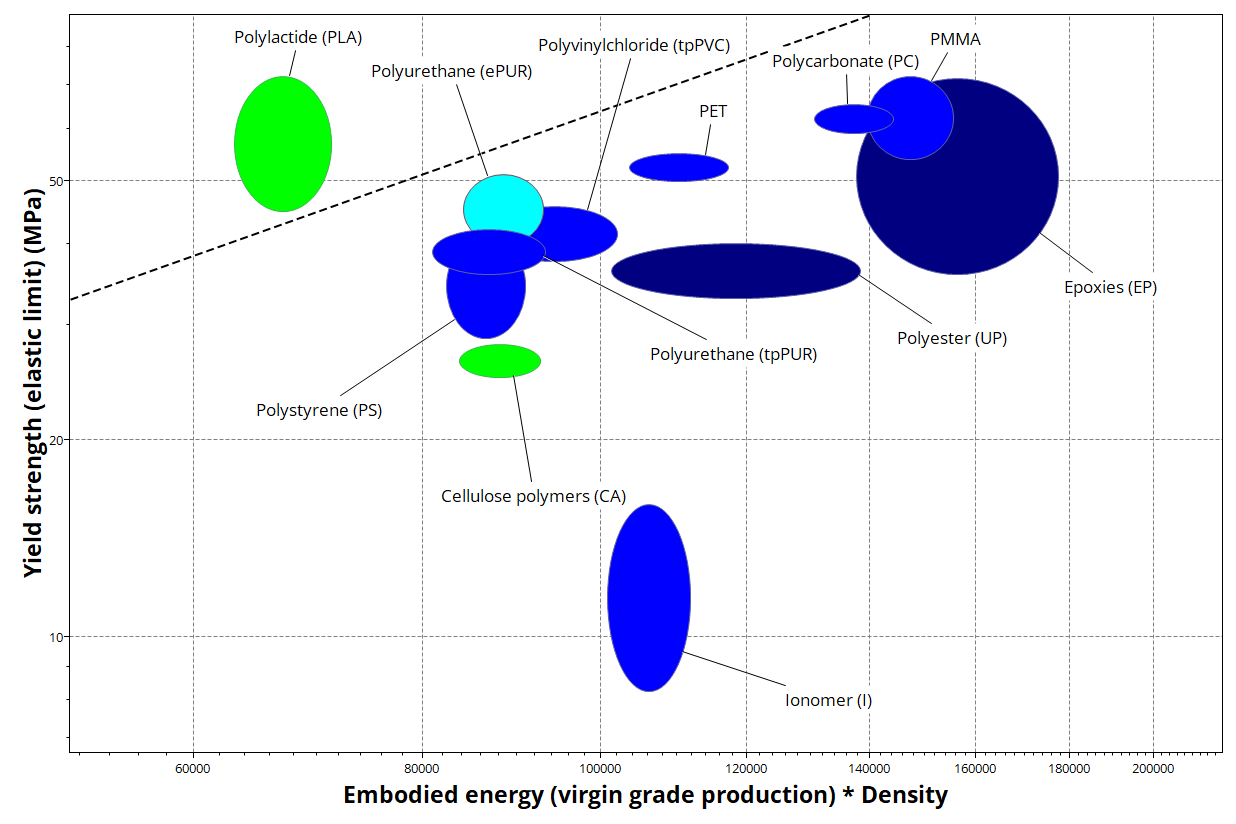 Polylactide (PLA)
Polyvinylchloride (tpPVC)
PMMA
Polyurethane (ePUR)
Polycarbonate (PC)
PET
50
Epoxies (EP)
Polyester (UP)
Polyurethane (tpPUR)
Polystyrene (PS)
20
Cellulose polymers (CA)
10
Ionomer (I)
Yield strength (elastic limit) (MPa)
60000
80000
100000
120000
140000
160000
180000
200000
Embodied energy (virgin grade production) * Density